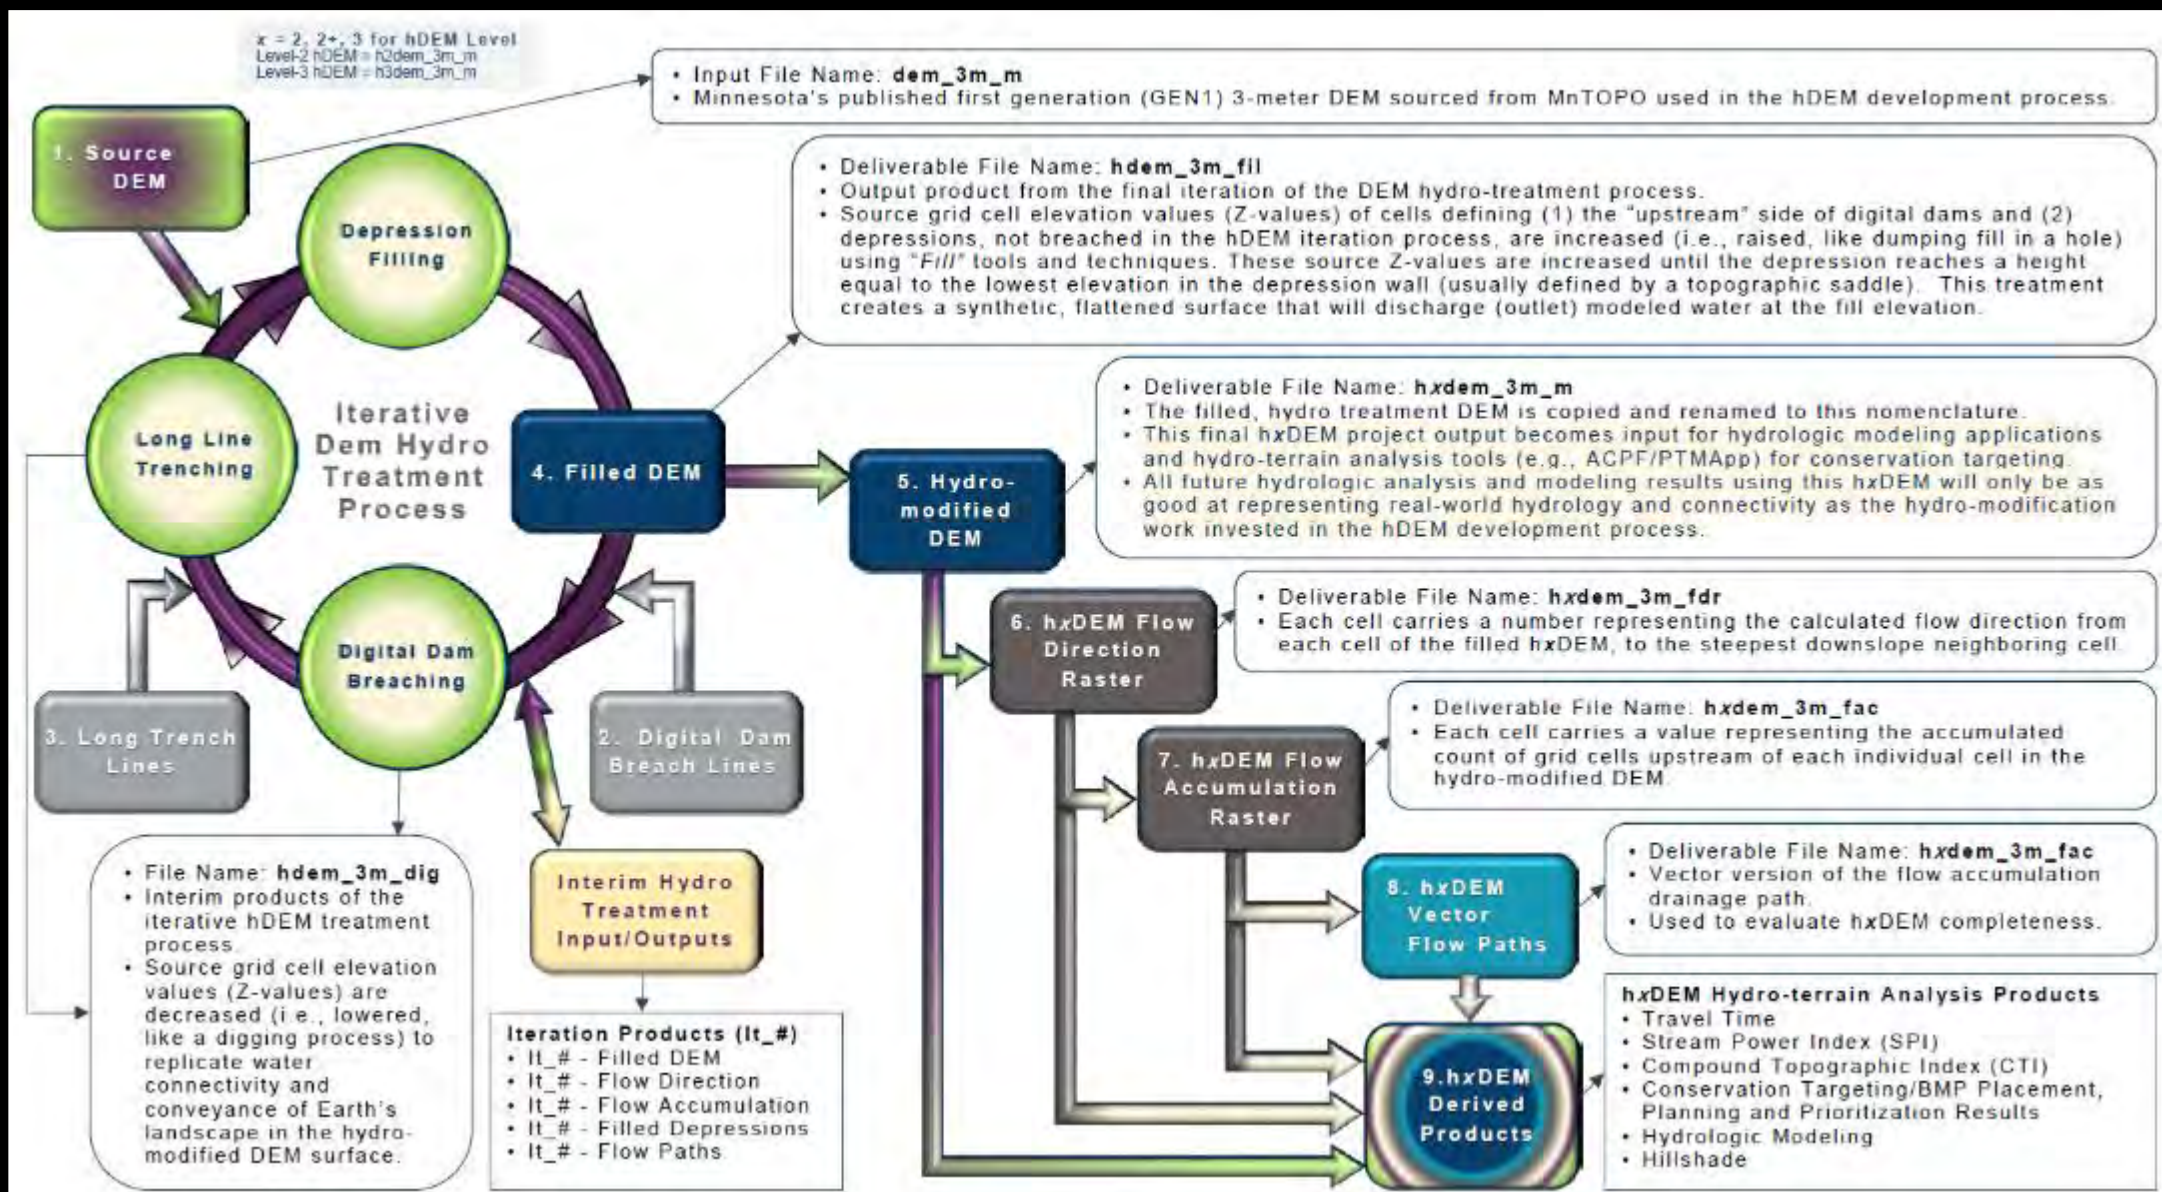 x = 2, 2+, 3 for hDEM Level
Level-2 hDEM = h2dem_3m_m
Level-3 hDEM = h3dem_3m_m
• Input File Name: dem_3m_m
• Minnesota's published first generation (GEN1) 3-meter DEM sourced from MnTOPO used in the hDEM development process.
1. Source
DEM
Depression
Filling
• Deliverable File Name: hdem_3m_fil
• Output product from the final iteration of the DEM hydro-treatment process.
• Source grid cell elevation values (Z-values) of cells defining (1) the "upstream" side of digital dams and (2)
depressions, not breached in the hDEM iteration process, are increased (i.e., raised, like dumping fill in a hole)
using "Fill" tools and techniques. These source Z-values are increased until the depression reaches a height
equal to the lowest elevation in the depression wall (usually defined by a topographic saddle). This treatment
creates a synthetic, flattened surface that will discharge (outlet) modeled water at the fill elevation.
Long Line
Trenching
Iterative
Dem Hydro
Treatment
Process
4. Filled DEM
5. Hydro-
modified
DEM
• Deliverable File Name: hxdem_3m_m
• The filled, hydro treatment DEM is copied and renamed to this nomenclature.
• This final hxDEM project output becomes input for hydrologic modeling applications
and hydro-terrain analysis tools (e.g., ACPF/PTMApp) for conservation targeting.
• All future hydrologic analysis and modeling results using this hxDEM will only be as
good at representing real-world hydrology and connectivity as the hydro-modification
work invested in the hDEM development process.
Digital Dam
Breaching
3. Long Trench
Lines
2. Digital Dam
Breach Lines
6. hxDEM Flow
Direction
Raster
• Deliverable File Name: hxdem_3m_fdr
• Each cell carries a number representing the calculated flow direction from
each cell of the filled hxDEM, to the steepest downslope neighboring cell.
7. hxDEM Flow
Accumulation
Raster
• Deliverable File Name: hxdem_3m_fac
• Each cell carries a value representing the accumulated
count of grid cells upstream of each individual cell in the
hydro-modified DEM.
• File Name: hdem_3m_dig
• Interim products of the
iterative hDEM treatment
process.
• Source grid cell elevation
values (Z-values) are
decreased (i.e., lowered,
like a digging process) to
replicate water
connectivity and
conveyance of Earth's
landscape in the hydro-
modified DEM surface.
Interim Hydro
Treatment
Input/Outputs
Iteration Products (It_#)
• It_# - Filled DEM
• It_# - Flow Direction
• It_# - Flow Accumulation
• It_# - Filled Depressions
• It_# - Flow Paths
8. hxDEM
Vector
Flow Paths
• Deliverable File Name: hxdem_3m_fac
• Vector version of the flow accumulation
drainage path.
• Used to evaluate hxDEM completeness.
9.hxDEM
Derived
Products
hxDEM Hydro-terrain Analysis Products
• Travel Time
• Stream Power Index (SPI)
• Compound Topographic Index (CTI)
• Conservation Targeting/BMP Placement,
Planning and Prioritization Results
• Hydrologic Modeling
• Hillshade